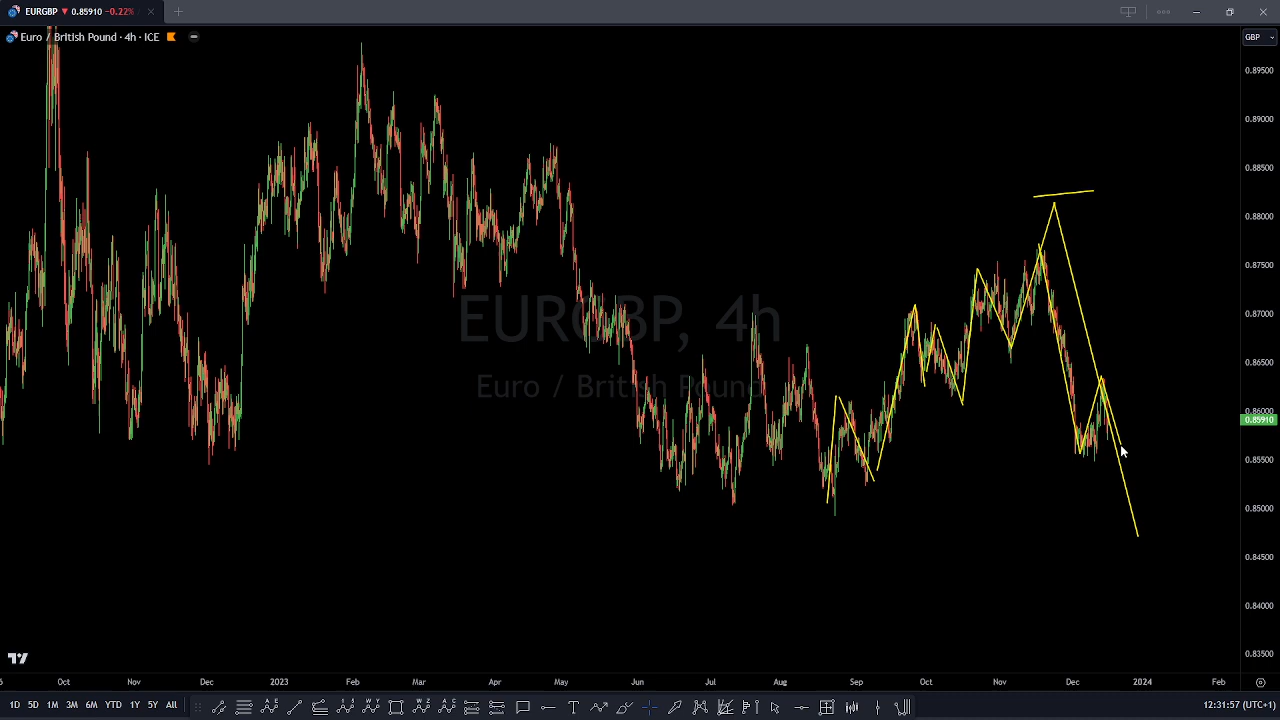 EURGBP ▼ 0.85910 −0.22%
Euro / British Pound · 4h · ICE
GBP
EURGBP, 4h
Euro / British Pound
0.89500
0.89000
0.88500
0.88000
0.87500
0.87000
0.86500
0.86000
0.85910
0.85500
0.85000
0.84500
0.84000
0.83500
Oct Nov Dec 2023 Feb Mar Apr May Jun Jul Aug Sep Oct Nov Dec 2024 Feb
1D 5D 1M 3M 6M YTD 1Y 5Y All
12:31:57 (UTC+1)